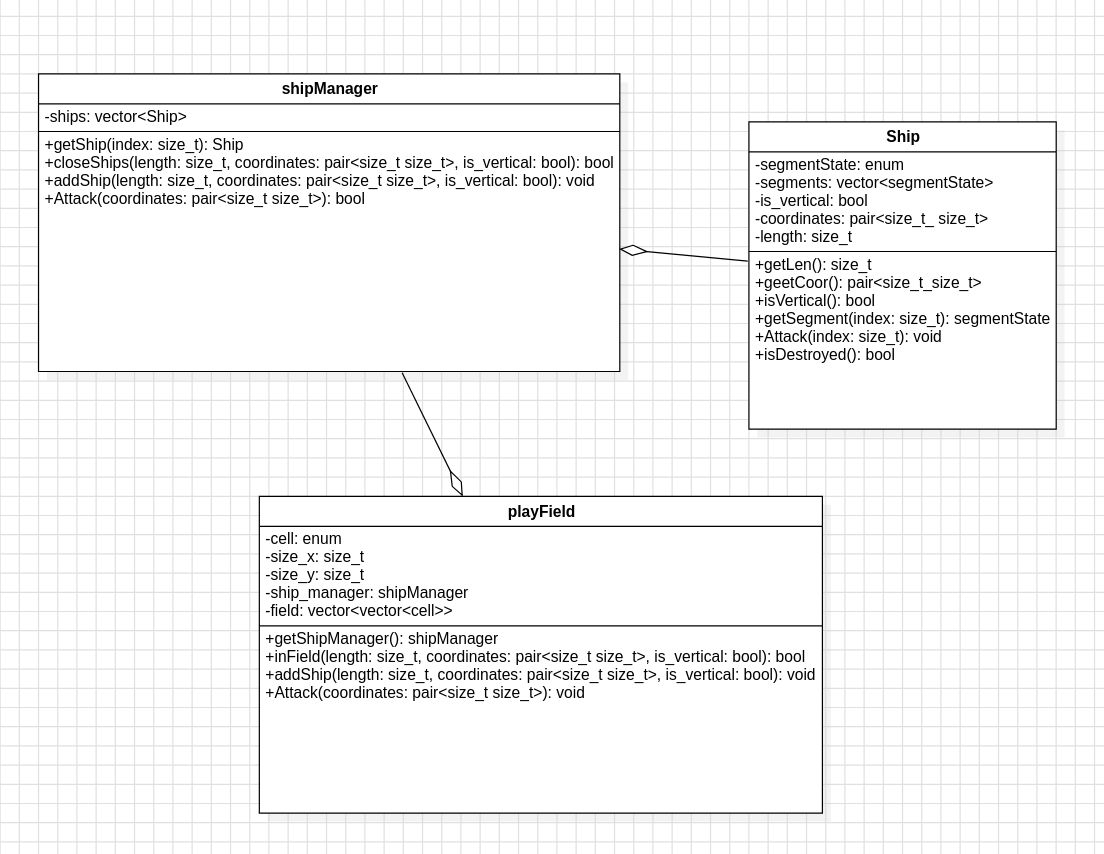 shipManager
-ships: vector<Ship>
+getShip(index: size_t): Ship
+closeShips(length: size_t, coordinates: pair<size_t size_t>, is_vertical: bool): bool
+addShip(length: size_t, coordinates: pair<size_t size_t>, is_vertical: bool): void
+Attack(coordinates: pair<size_t size_t>): bool
Ship
-segmentState: enum
-segments: vector<segmentState>
-is_vertical: bool
-coordinates: pair<size_t_ size_t>
-length: size_t
+getLen(): size_t
+geetCoor(): pair<size_t_size_t>
+isVertical(): bool
+getSegment(index: size_t): segmentState
+Attack(index: size_t): void
+isDestroyed(): bool
playField
-cell: enum
-size_x: size_t
-size_y: size_t
-ship_manager: shipManager
-field: vector<vector<cell>>
+getShipManager(): shipManager
+inField(length: size_t, coordinates: pair<size_t size_t>, is_vertical: bool): bool
+addShip(length: size_t, coordinates: pair<size_t size_t>, is_vertical: bool): void
+Attack(coordinates: pair<size_t size_t>): void